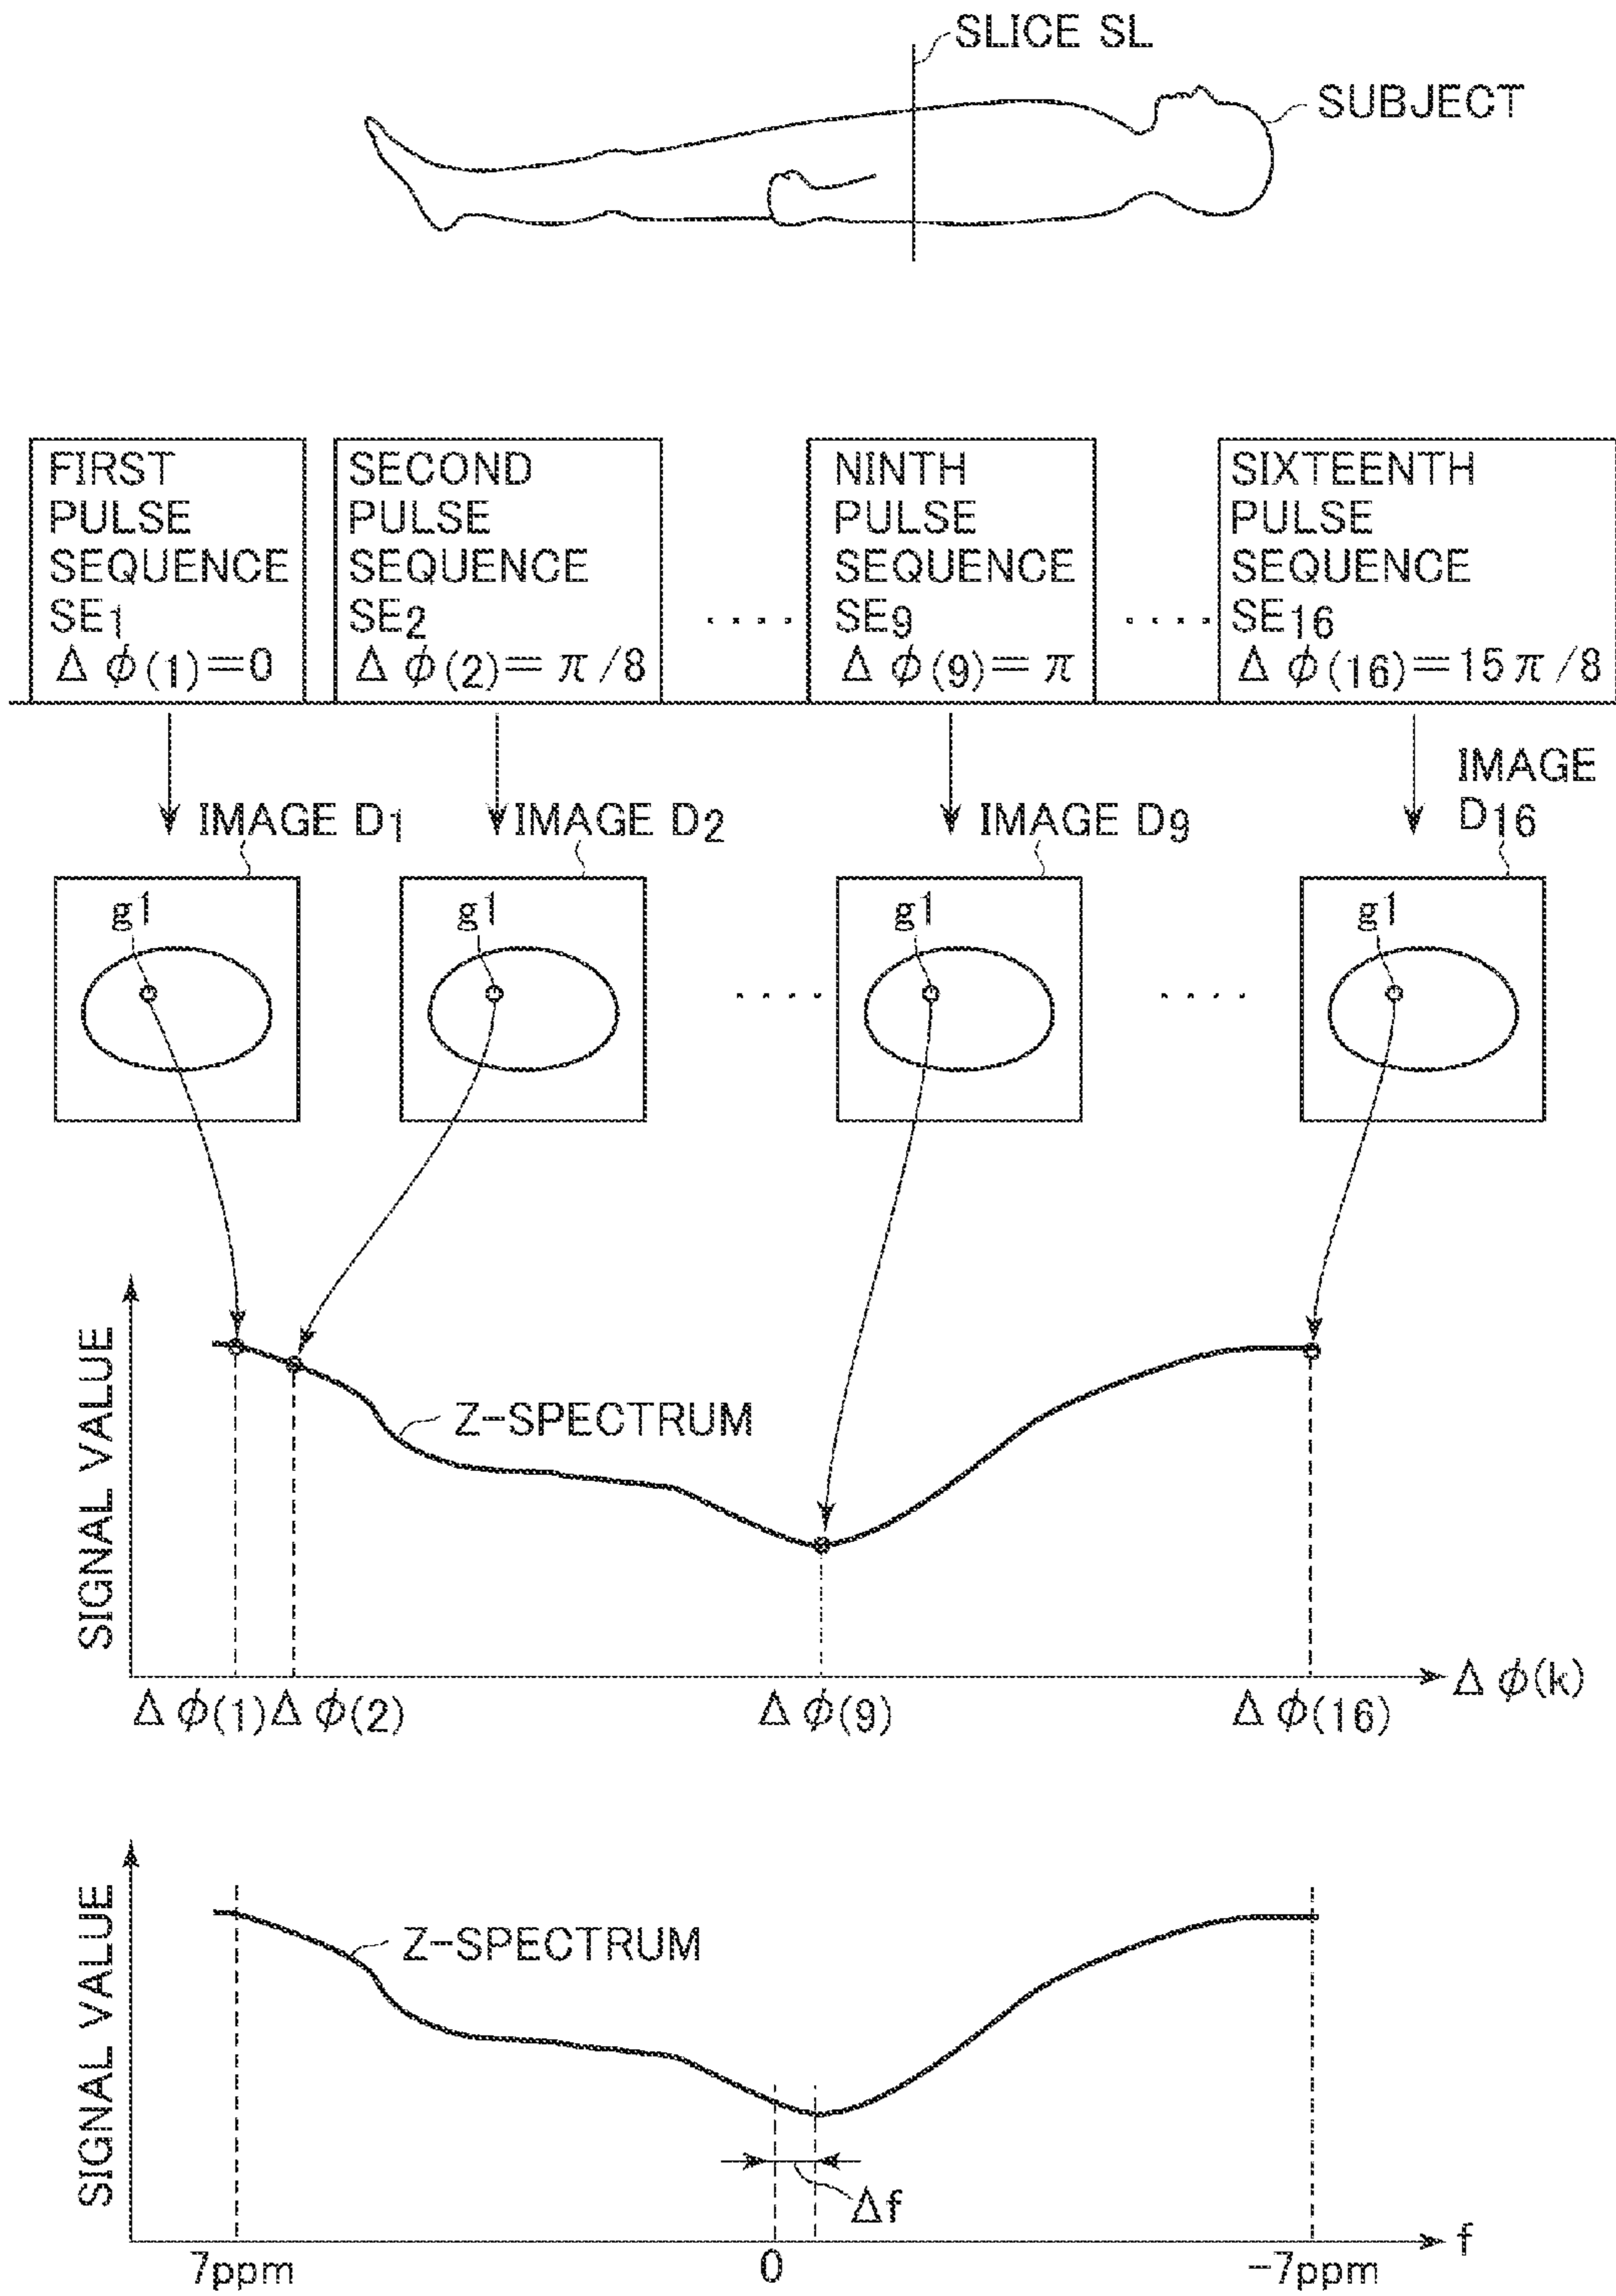 SLICE SL
SUBJECT
FIRST
PULSE
SEQUENCE
SE1
Δφ(1)=0
SECOND
PULSE
SEQUENCE
SE2
Δφ(2)=π/8
....
NINTH
PULSE
SEQUENCE
SE9
Δφ(9)=π
....
SIXTEENTH
PULSE
SEQUENCE
SE16
Δφ(16)=15π/8
IMAGE D1
IMAGE D2
IMAGE D9
IMAGE
D16
g1
g1
....
g1
....
g1
SIGNAL VALUE
Z-SPECTRUM
Δφ(1)
Δφ(2)
Δφ(9)
Δφ(16)
Δφ(k)
SIGNAL VALUE
Z-SPECTRUM
Δf
7ppm
0
-7ppm
f